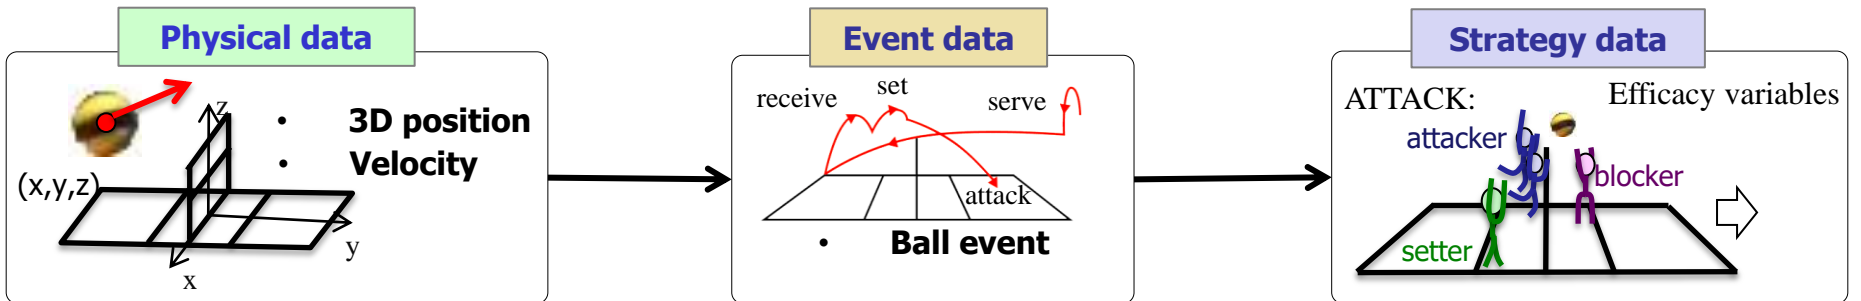 Physical data
(x,y,z)
z
y
x
• 3D position
• Velocity
Event data
receive
set
serve
attack
• Ball event
Strategy data
ATTACK:
Efficacy variables
attacker
blocker
setter